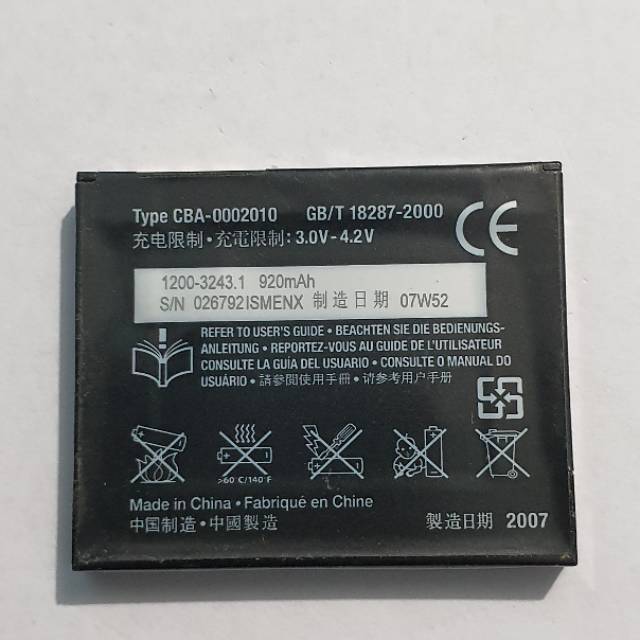 Type CBA-0002010 GB/T 18287-2000
充电限制•充電限制: 3.0V-4.2V
CE
1200-3243.1 920mAh
S/N 026792ISMENX 制造日期 07W52
REFER TO USER'S GUIDE • BEACHTEN SIE DIE BEDIENUNGS-
ANLEITUNG • REPORTEZ-VOUS AU GUIDE DE L'UTILISATEUR
CONSULTE LA GUÍA DEL USUARIO • CONSULTE O MANUAL DO
USUÁRIO • 請參閱使用手冊 • 请参考用户手册
>60°C/140°F
Made in China • Fabriqué en Chine
中国制造 • 中國製造
製造日期 2007